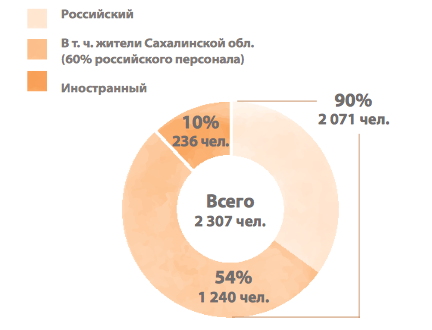 Российский
В т. ч. жители Сахалинской обл.
(60% российского персонала)
Иностранный
90%
2 071 чел.
10%
236 чел.
Всего
2 307 чел.
54%
1 240 чел.